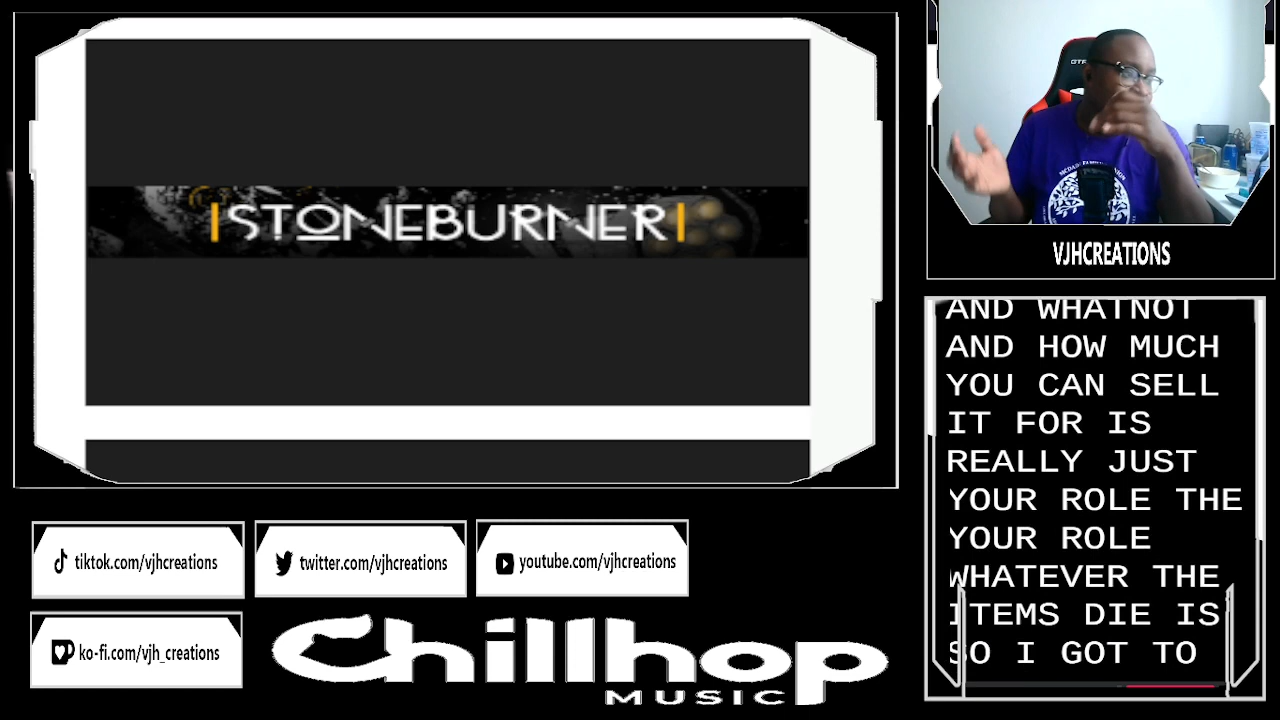 |STONEBURNER|
GTR
VJHCREATIONS
AND WHATNOT
AND HOW MUCH
YOU CAN SELL
IT FOR IS
REALLY JUST
YOUR ROLE THE
YOUR ROLE
WHATEVER THE
ITEMS DIE IS
SO I GOT TO
tiktok.com/vjhcreations
twitter.com/vjhcreations
youtube.com/vjhcreations
ko-fi.com/vjh_creations
Chillhop
MUSIC